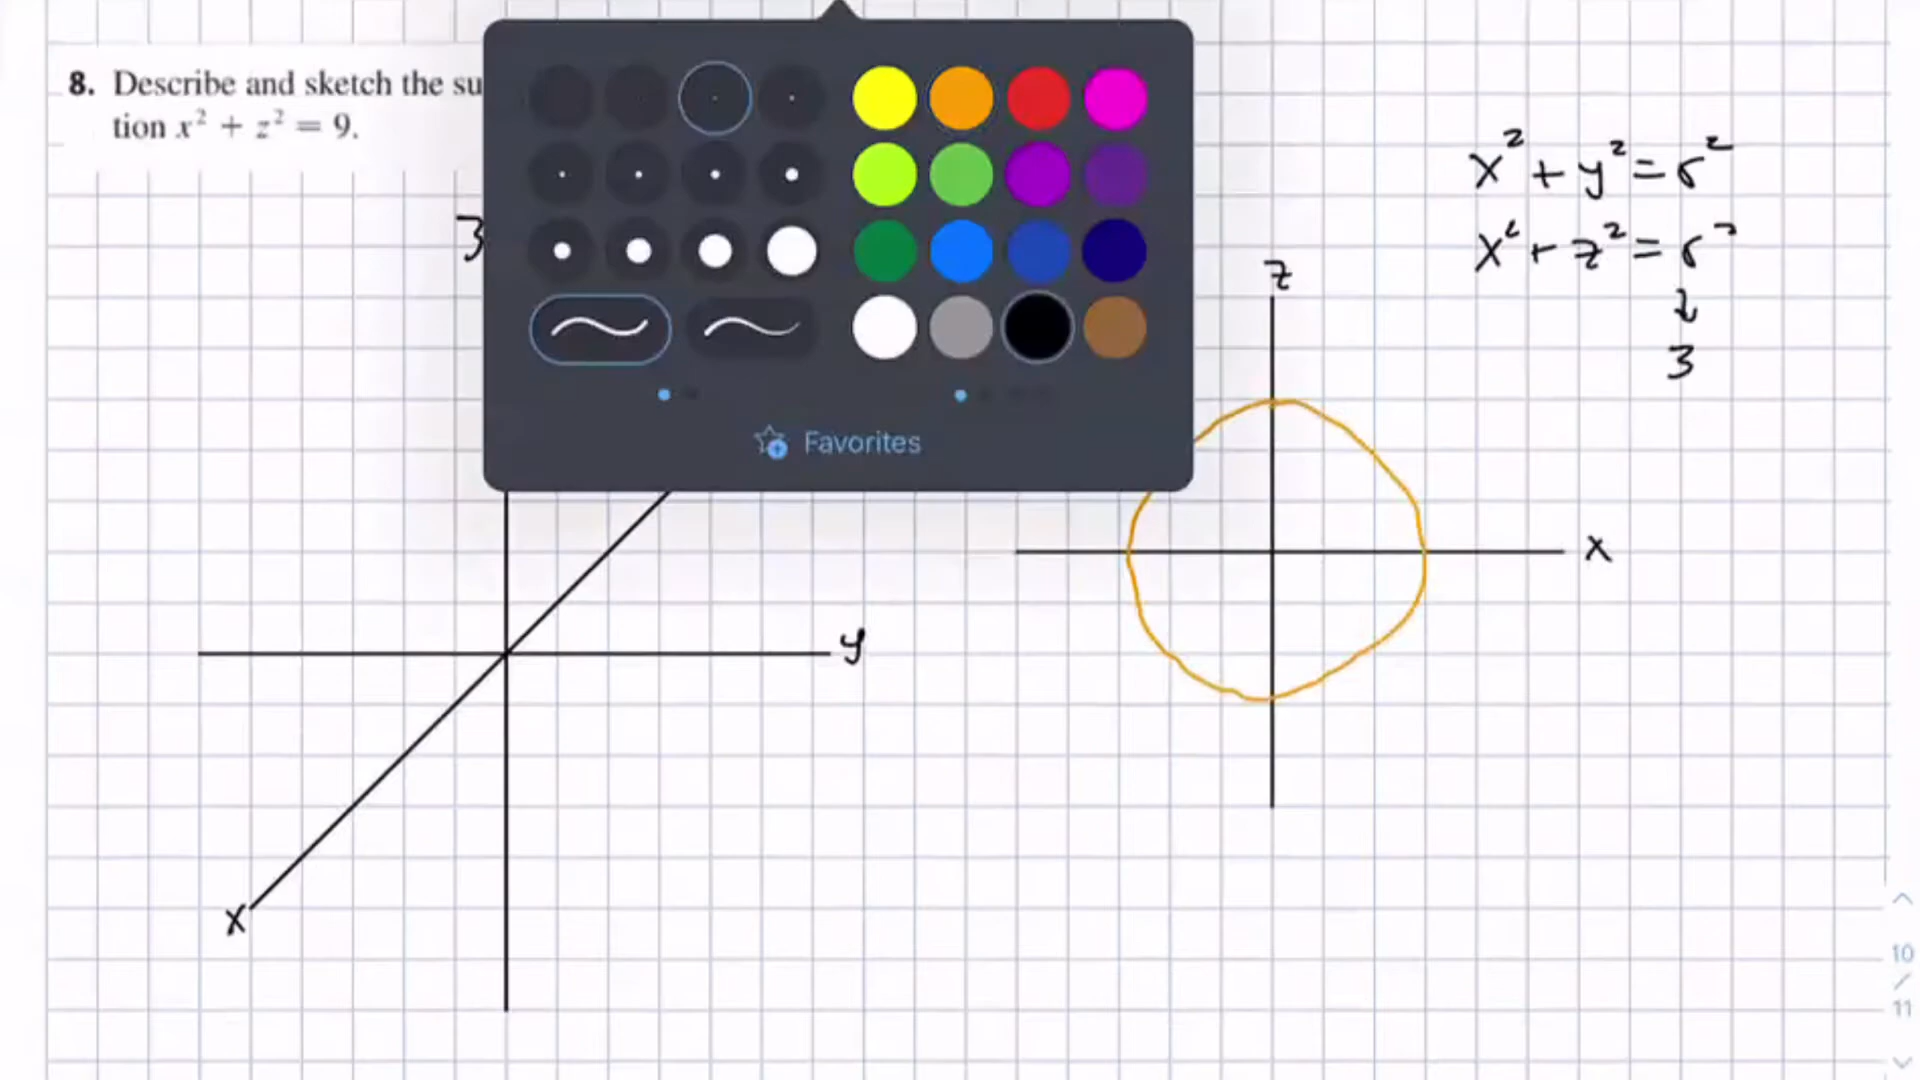 8. Describe and sketch the su
tion x² + z² = 9.
x² + y² = r²
x² + z² = r²
↓
3
z
z
x
y
x
Favorites
10
/
11